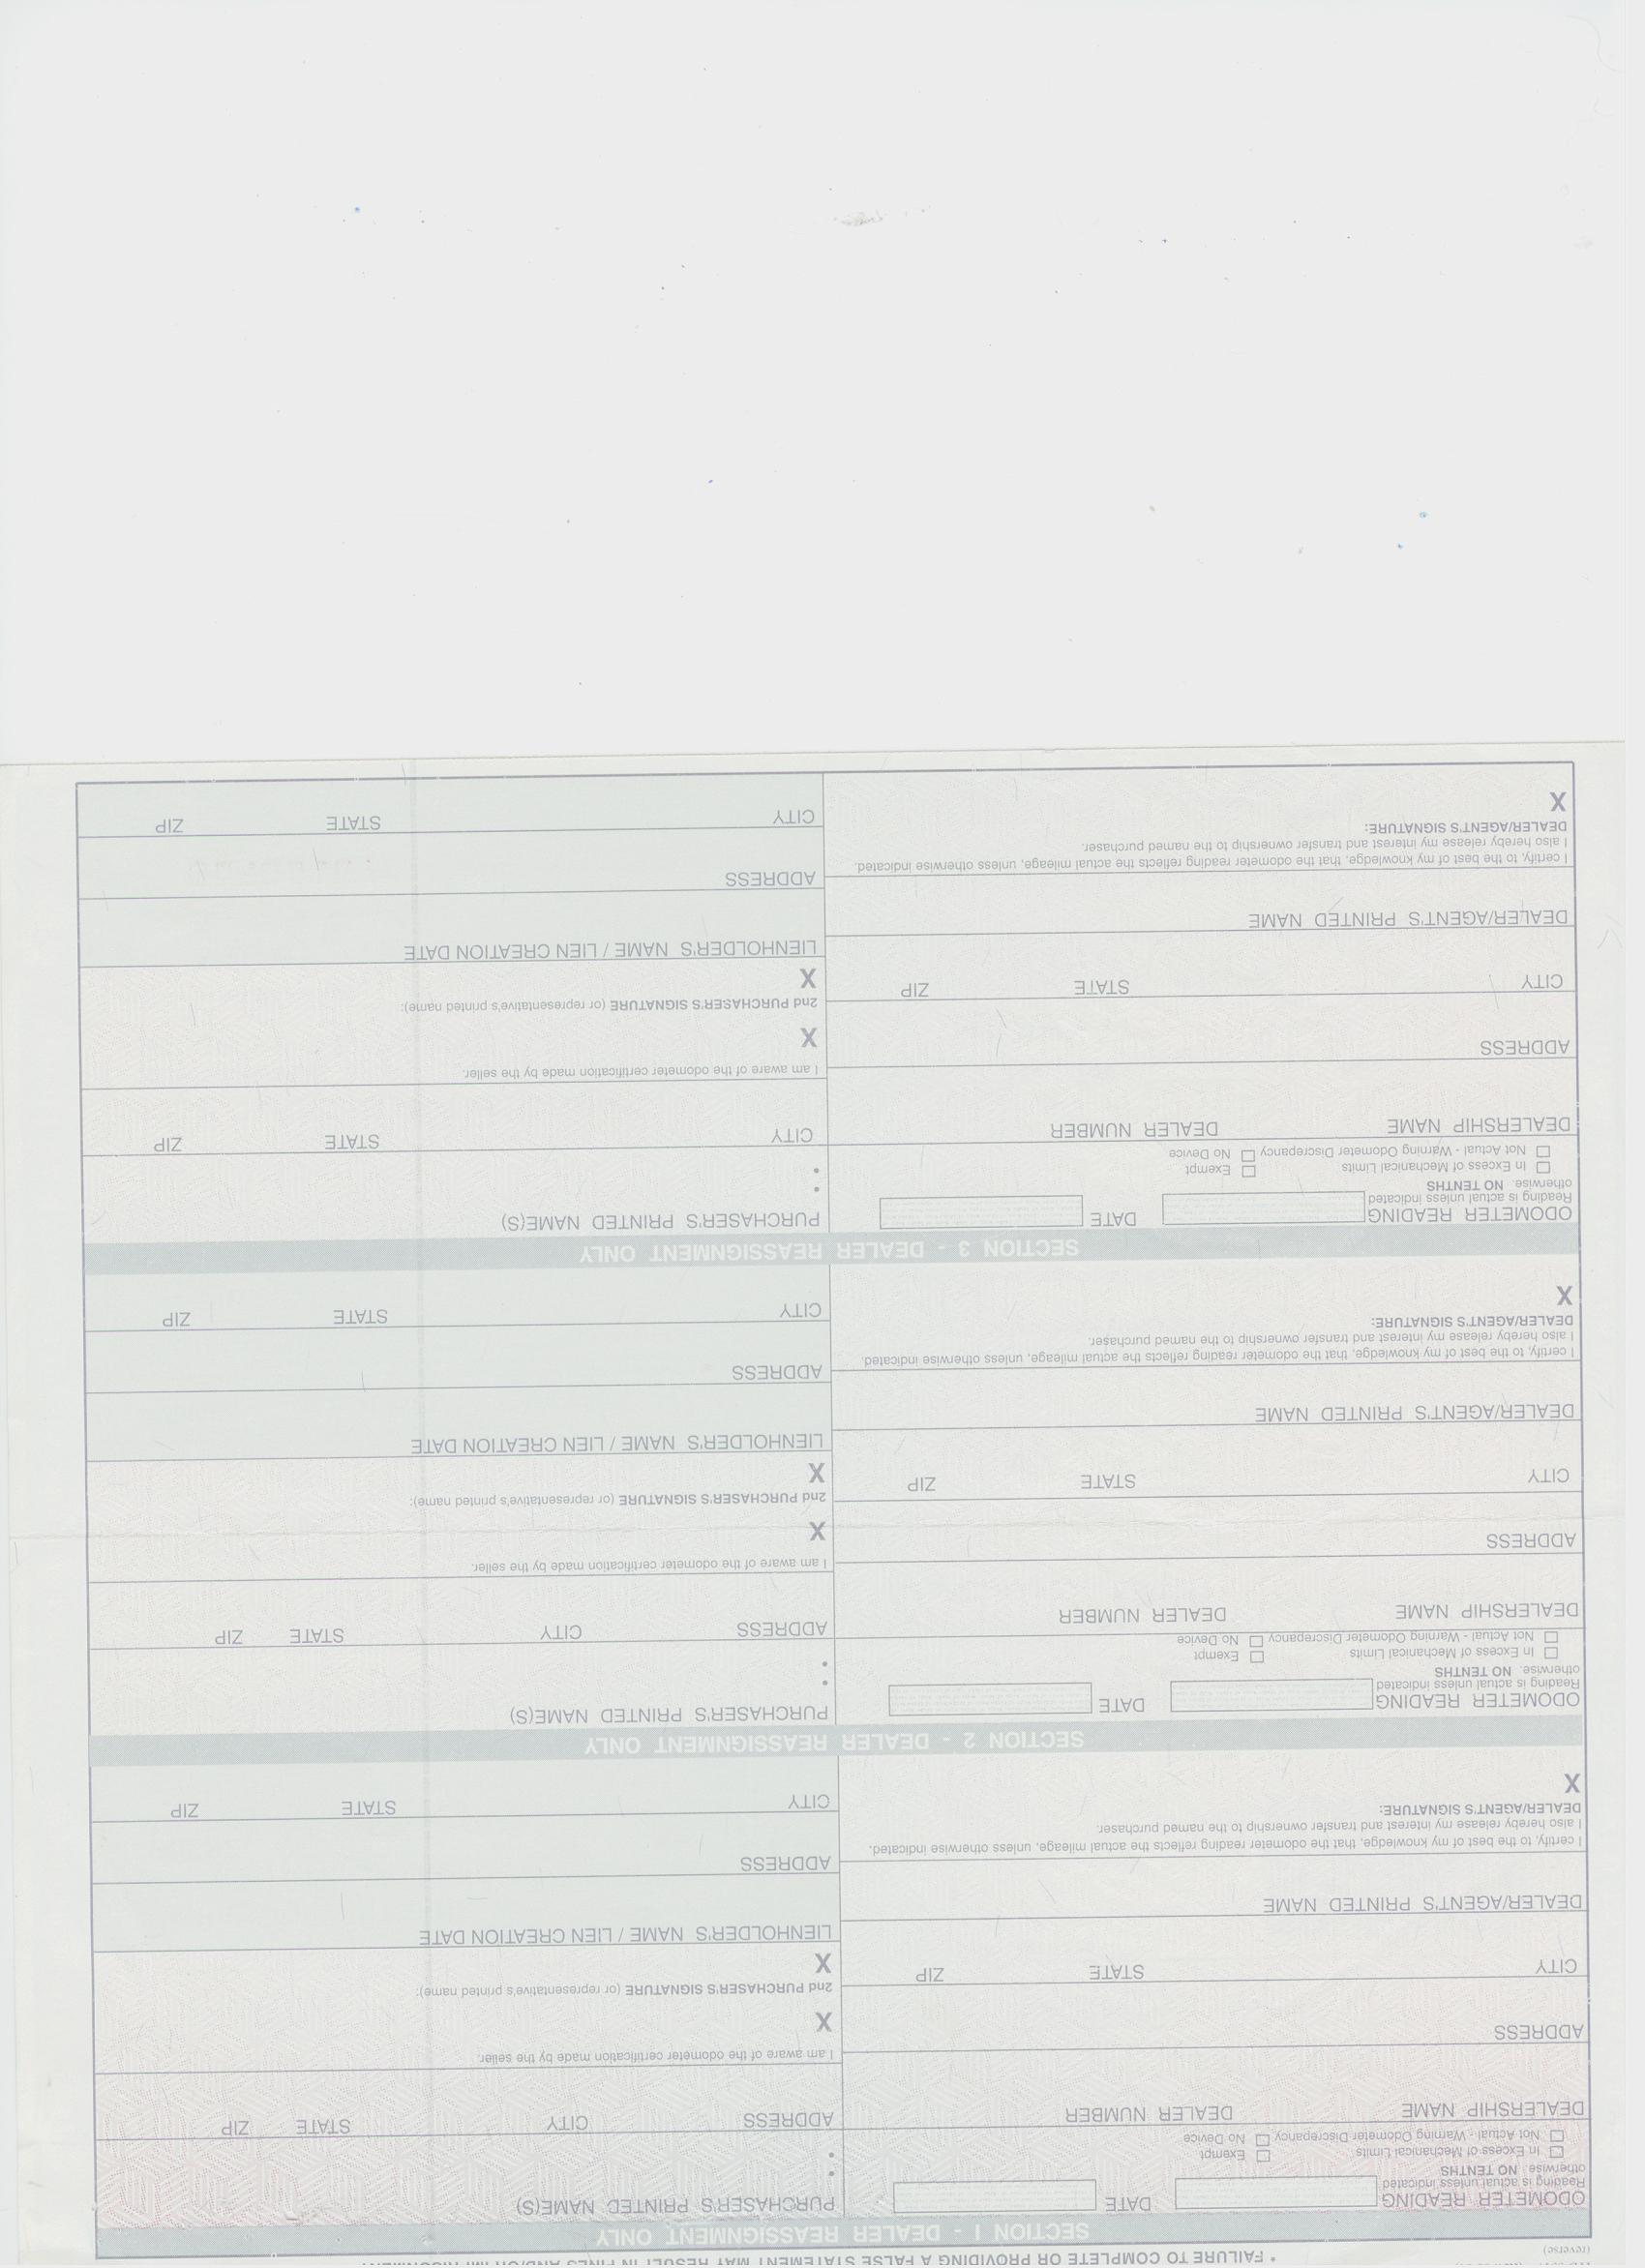 * FAILURE TO COMPLETE OR PROVIDING A FALSE STATEMENT MAY RESULT IN FINES AND/OR IMPRISONMENT
(reverse)
SECTION 1 - DEALER REASSIGNMENT ONLY
ODOMETER READING
Reading is actual unless indicated
otherwise. NO TENTHS
DATE
In Excess of Mechanical Limits Exempt
Not Actual - Warning Odometer Discrepancy No Device
DEALERSHIP NAME DEALER NUMBER
ADDRESS
CITY STATE ZIP
DEALER/AGENT'S PRINTED NAME
I certify, to the best of my knowledge, that the odometer reading reflects the actual mileage, unless otherwise indicated.
I also hereby release my interest and transfer ownership to the named purchaser.
DEALER/AGENT'S SIGNATURE:
X
PURCHASER'S PRINTED NAME(S)
•
•
ADDRESS CITY STATE ZIP
I am aware of the odometer certification made by the seller.
X
2nd PURCHASER'S SIGNATURE (or representative's printed name):
X
LIENHOLDER'S NAME / LIEN CREATION DATE
ADDRESS
CITY STATE ZIP
SECTION 2 - DEALER REASSIGNMENT ONLY
ODOMETER READING
Reading is actual unless indicated
otherwise. NO TENTHS
DATE
In Excess of Mechanical Limits Exempt
Not Actual - Warning Odometer Discrepancy No Device
DEALERSHIP NAME DEALER NUMBER
ADDRESS
CITY STATE ZIP
DEALER/AGENT'S PRINTED NAME
I certify, to the best of my knowledge, that the odometer reading reflects the actual mileage, unless otherwise indicated.
I also hereby release my interest and transfer ownership to the named purchaser.
DEALER/AGENT'S SIGNATURE:
X
PURCHASER'S PRINTED NAME(S)
•
•
ADDRESS CITY STATE ZIP
I am aware of the odometer certification made by the seller.
X
2nd PURCHASER'S SIGNATURE (or representative's printed name):
X
LIENHOLDER'S NAME / LIEN CREATION DATE
ADDRESS
CITY STATE ZIP
SECTION 3 - DEALER REASSIGNMENT ONLY
ODOMETER READING
Reading is actual unless indicated
otherwise. NO TENTHS
DATE
In Excess of Mechanical Limits Exempt
Not Actual - Warning Odometer Discrepancy No Device
DEALERSHIP NAME DEALER NUMBER
ADDRESS
CITY STATE ZIP
DEALER/AGENT'S PRINTED NAME
I certify, to the best of my knowledge, that the odometer reading reflects the actual mileage, unless otherwise indicated.
I also hereby release my interest and transfer ownership to the named purchaser.
DEALER/AGENT'S SIGNATURE:
X
PURCHASER'S PRINTED NAME(S)
•
•
CITY STATE ZIP
I am aware of the odometer certification made by the seller.
X
2nd PURCHASER'S SIGNATURE (or representative's printed name):
X
LIENHOLDER'S NAME / LIEN CREATION DATE
ADDRESS
CITY STATE ZIP